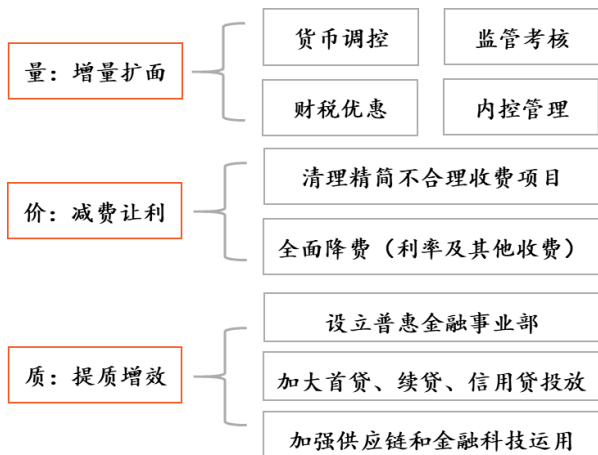 量：增量扩面
货币调控
监管考核
财税优惠
内控管理
价：减费让利
清理精简不合理收费项目
全面降费（利率及其他收费）
质：提质增效
设立普惠金融事业部
加大首贷、续贷、信用贷投放
加强供应链和金融科技运用